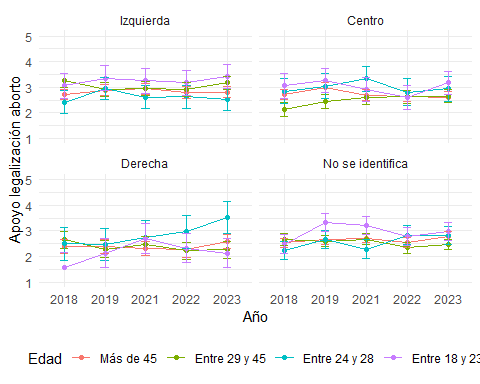 Izquierda
Centro
5
4
3
2
1
Derecha
No se identifica
5
4
3
2
1
2018 2019 2021 2022 2023
2018 2019 2021 2022 2023
Apoyo legalización aborto
Año
Edad Más de 45 Entre 29 y 45 Entre 24 y 28 Entre 18 y 23